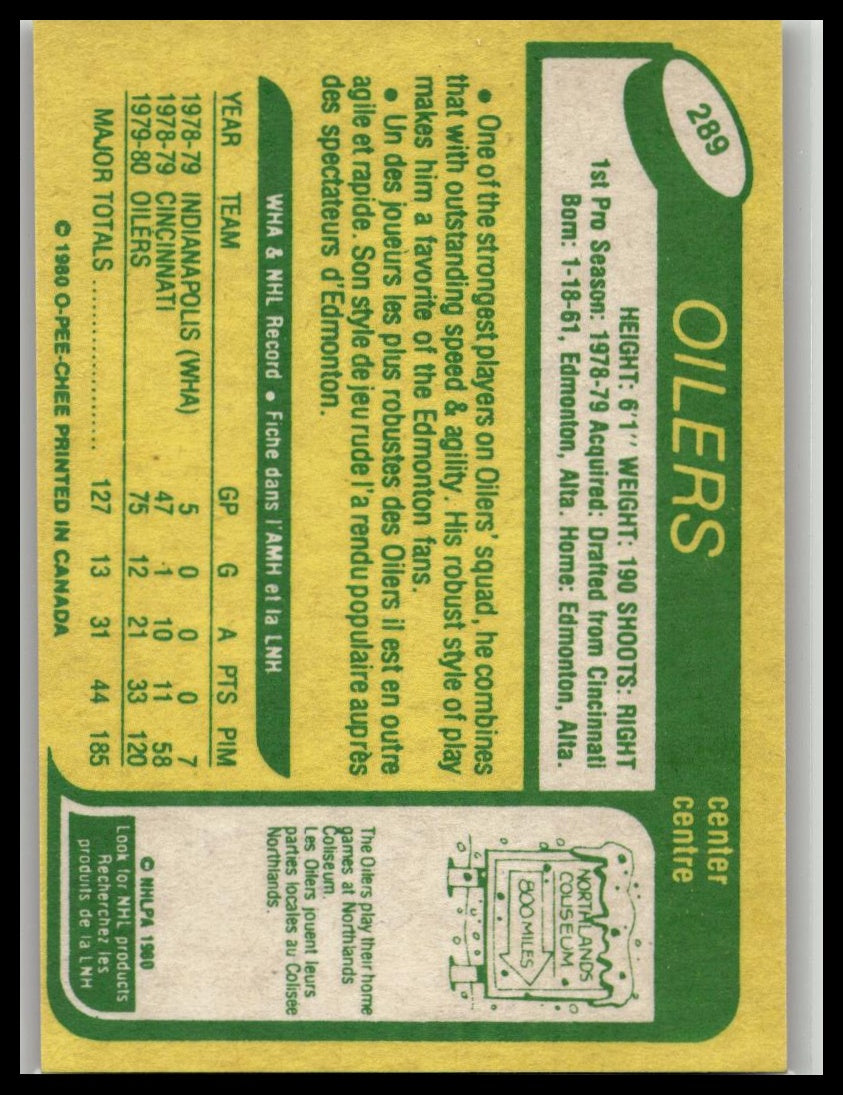 289
OILERS
center
centre
HEIGHT: 6'1" WEIGHT: 190 SHOOTS: RIGHT
1st Pro Season: 1978-79 Acquired: Drafted from Cincinnati
Born: 1-18-61, Edmonton, Alta. Home: Edmonton, Alta.
• One of the strongest players on Oilers' squad, he combines
that with outstanding speed & agility. His robust style of play
makes him a favorite of the Edmonton fans.
• Un des joueurs les plus robustes des Oilers il est en outre
agile et rapide. Son style de jeu rude l'a rendu populaire auprès
des spectateurs d'Edmonton.
WHA & NHL Record • Fiche dans l'AMH et la LNH
YEAR TEAM GP G A PTS PIM
1978-79 INDIANAPOLIS (WHA) 5 0 0 0 7
1978-79 CINCINNATI 47 1 10 11 58
1979-80 OILERS 75 12 21 33 120
MAJOR TOTALS .................... 127 13 31 44 185
© 1980 O-PEE-CHEE PRINTED IN CANADA
NORTHLANDS
COLISEUM
800 MILES
The Oilers play their home
games at Northlands
Coliseum.
Les Oilers jouent leurs
parties locales au Colisée
Northlands.
© NHLPA 1980
Look for NHL products
Recherchez les
produits de la LNH